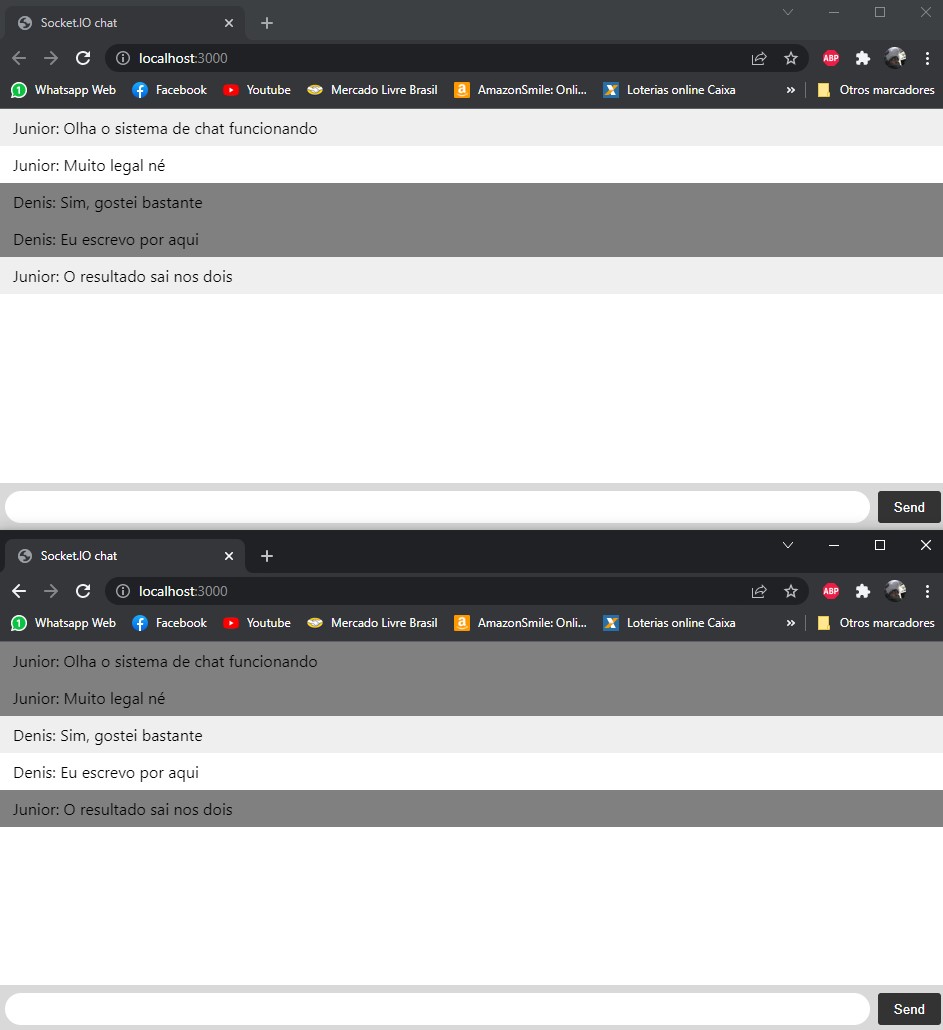 Socket.IO chat
localhost:3000
ABP
1 Whatsapp Web Facebook Youtube Mercado Livre Brasil a AmazonSmile: Onli... Loterias online Caixa » Otros marcadores
Junior: Olha o sistema de chat funcionando
Junior: Muito legal né
Denis: Sim, gostei bastante
Denis: Eu escrevo por aqui
Junior: O resultado sai nos dois
Send
Socket.IO chat
localhost:3000
ABP
1 Whatsapp Web Facebook Youtube Mercado Livre Brasil a AmazonSmile: Onli... Loterias online Caixa » Otros marcadores
Junior: Olha o sistema de chat funcionando
Junior: Muito legal né
Denis: Sim, gostei bastante
Denis: Eu escrevo por aqui
Junior: O resultado sai nos dois
Send